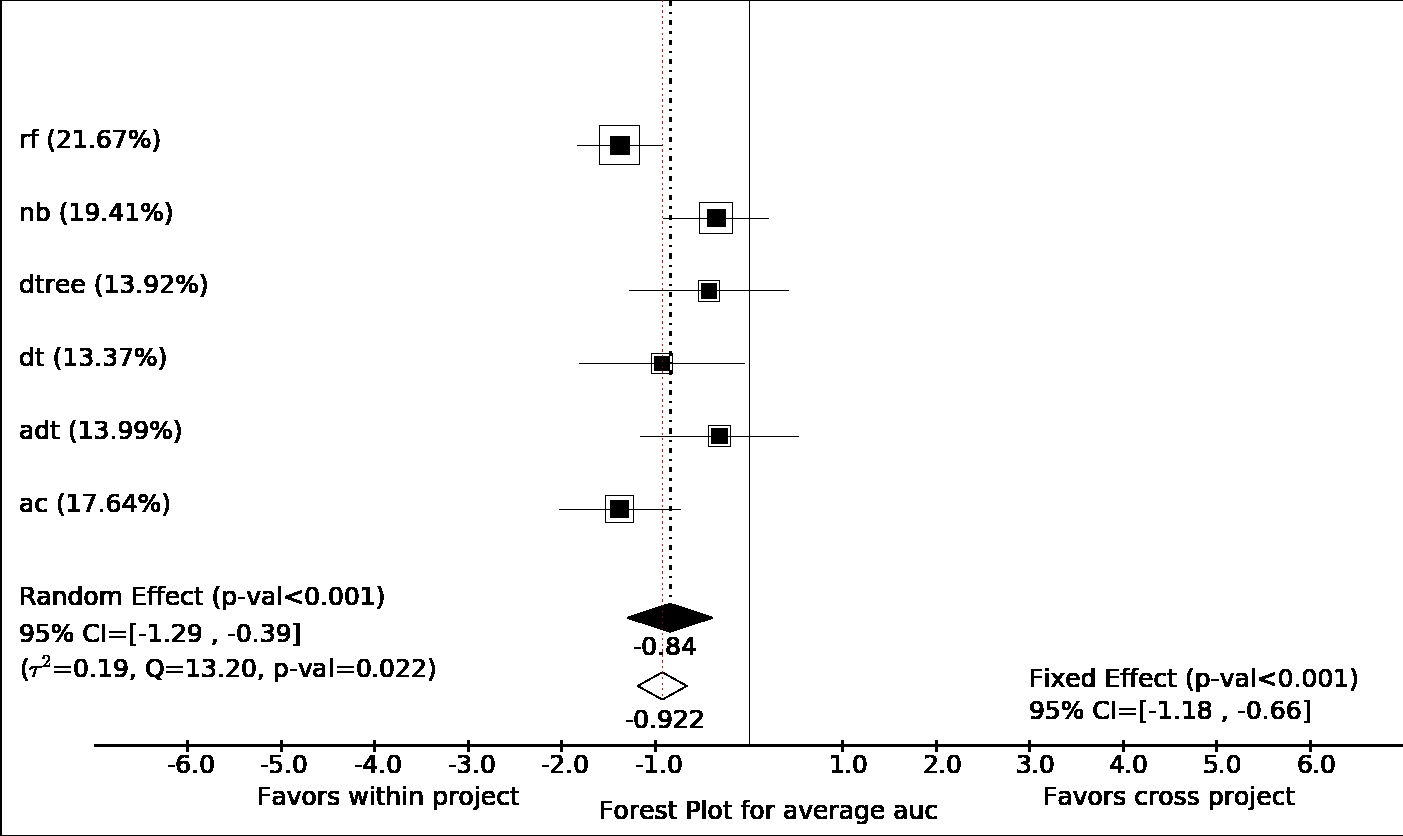 rf (21.67%)
nb (19.41%)
dtree (13.92%)
dt (13.37%)
adt (13.99%)
ac (17.64%)
Random Effect (p-val<0.001)
95% CI=[-1.29 , -0.39]
(τ²=0.19, Q=13.20, p-val=0.022)
-0.84
-0.922
Fixed Effect (p-val<0.001)
95% CI=[-1.18 , -0.66]
-6.0 -5.0 -4.0 -3.0 -2.0 -1.0 1.0 2.0 3.0 4.0 5.0 6.0
Favors within project
Forest Plot for average auc
Favors cross project